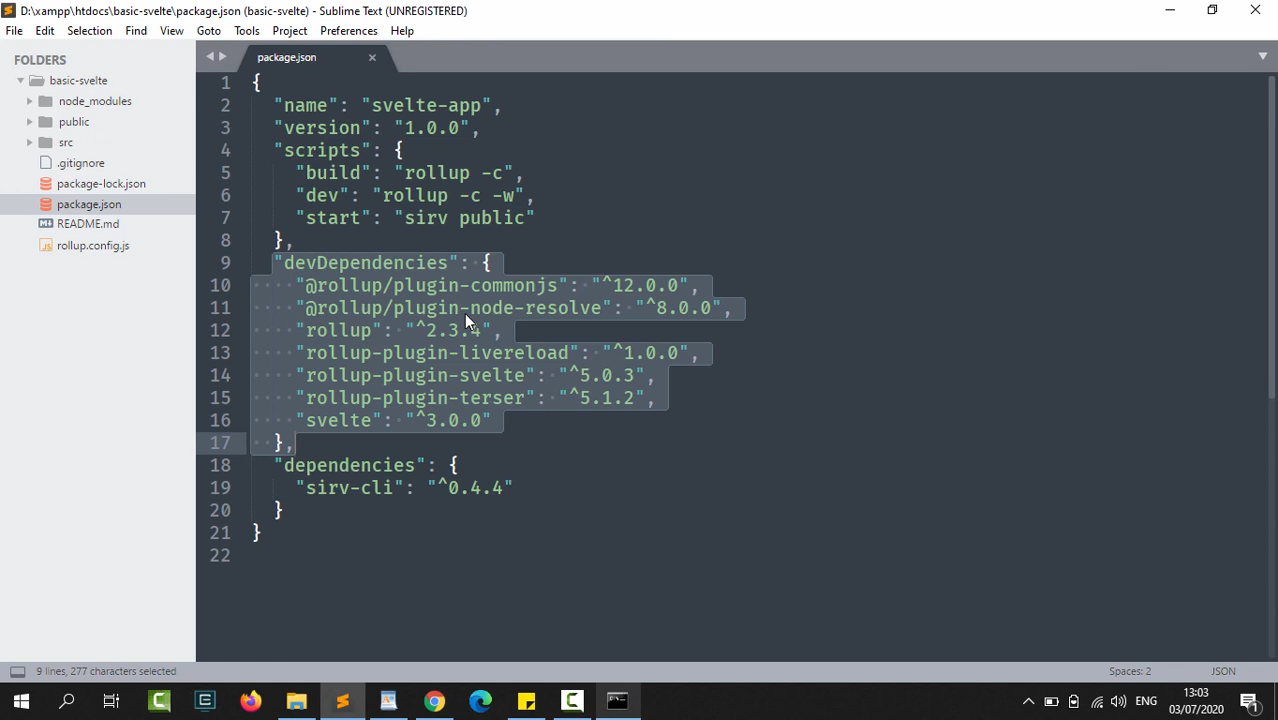 D:\xampp\htdocs\basic-svelte\package.json (basic-svelte) - Sublime Text (UNREGISTERED)
File Edit Selection Find View Goto Tools Project Preferences Help
FOLDERS
basic-svelte
node_modules
public
src
.gitignore
package-lock.json
package.json
README.md
rollup.config.js
package.json
1 {
2 "name": "svelte-app",
3 "version": "1.0.0",
4 "scripts": {
5 "build": "rollup -c",
6 "dev": "rollup -c -w",
7 "start": "sirv public"
8 },
9 "devDependencies": {
10 "@rollup/plugin-commonjs": "^12.0.0",
11 "@rollup/plugin-node-resolve": "^8.0.0",
12 "rollup": "^2.3.4",
13 "rollup-plugin-livereload": "^1.0.0",
14 "rollup-plugin-svelte": "^5.0.3",
15 "rollup-plugin-terser": "^5.1.2",
16 "svelte": "^3.0.0"
17 },
18 "dependencies": {
19 "sirv-cli": "^0.4.4"
20 }
21 }
22
9 lines, 277 characters selected
Spaces: 2
JSON
ENG
13:03
03/07/2020
1